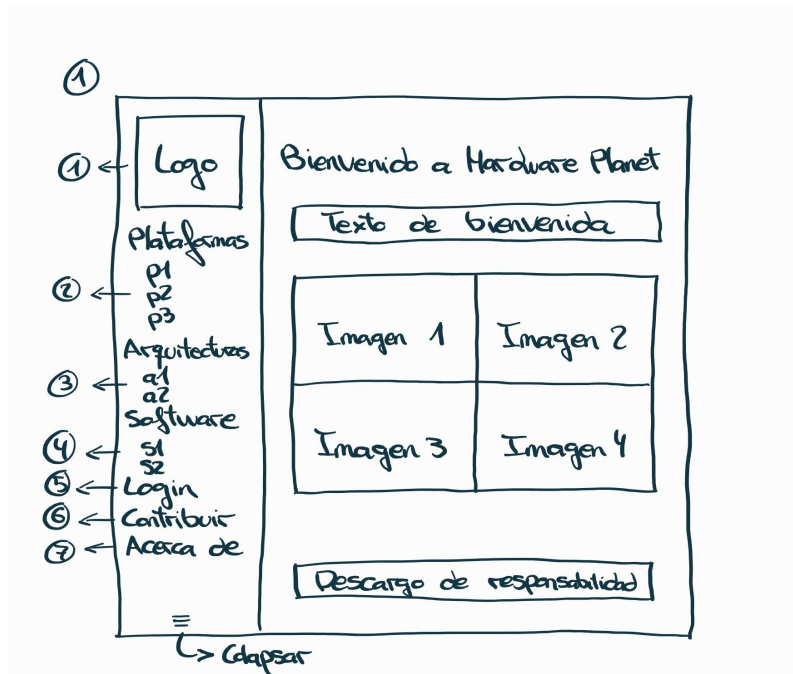 1
1 ← Logo
Bienvenido a Hardware Planet
Texto de bienvenida
Plataformas
p1
2 ← p2
p3
Arquitecturas
3 ← a1
a2
Software
4 ← s1
s2
5 ← Login
6 ← Contribuir
7 ← Acerca de
Imagen 1
Imagen 2
Imagen 3
Imagen 4
Descargo de responsabilidad
Colapsar